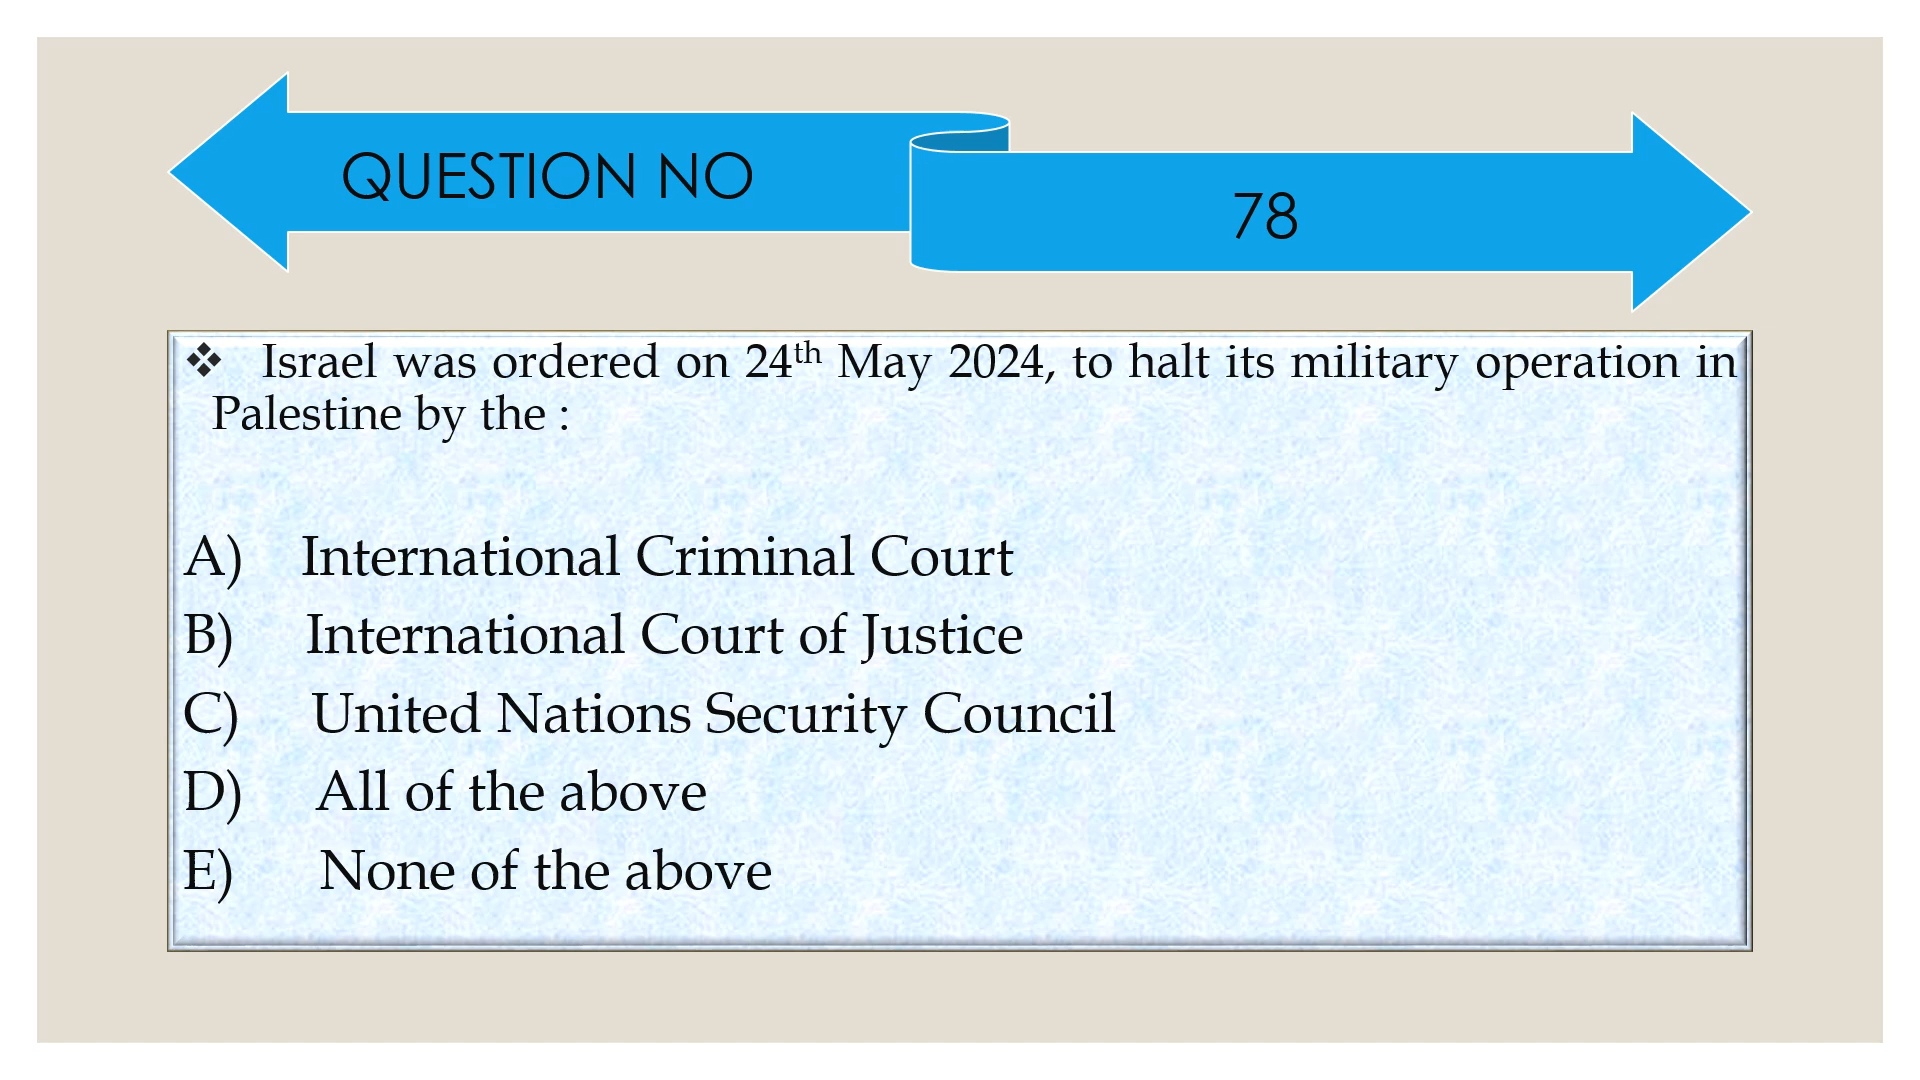 QUESTION NO
78
❖ Israel was ordered on 24th May 2024, to halt its military operation in
Palestine by the :
A) International Criminal Court
B) International Court of Justice
C) United Nations Security Council
D) All of the above
E) None of the above